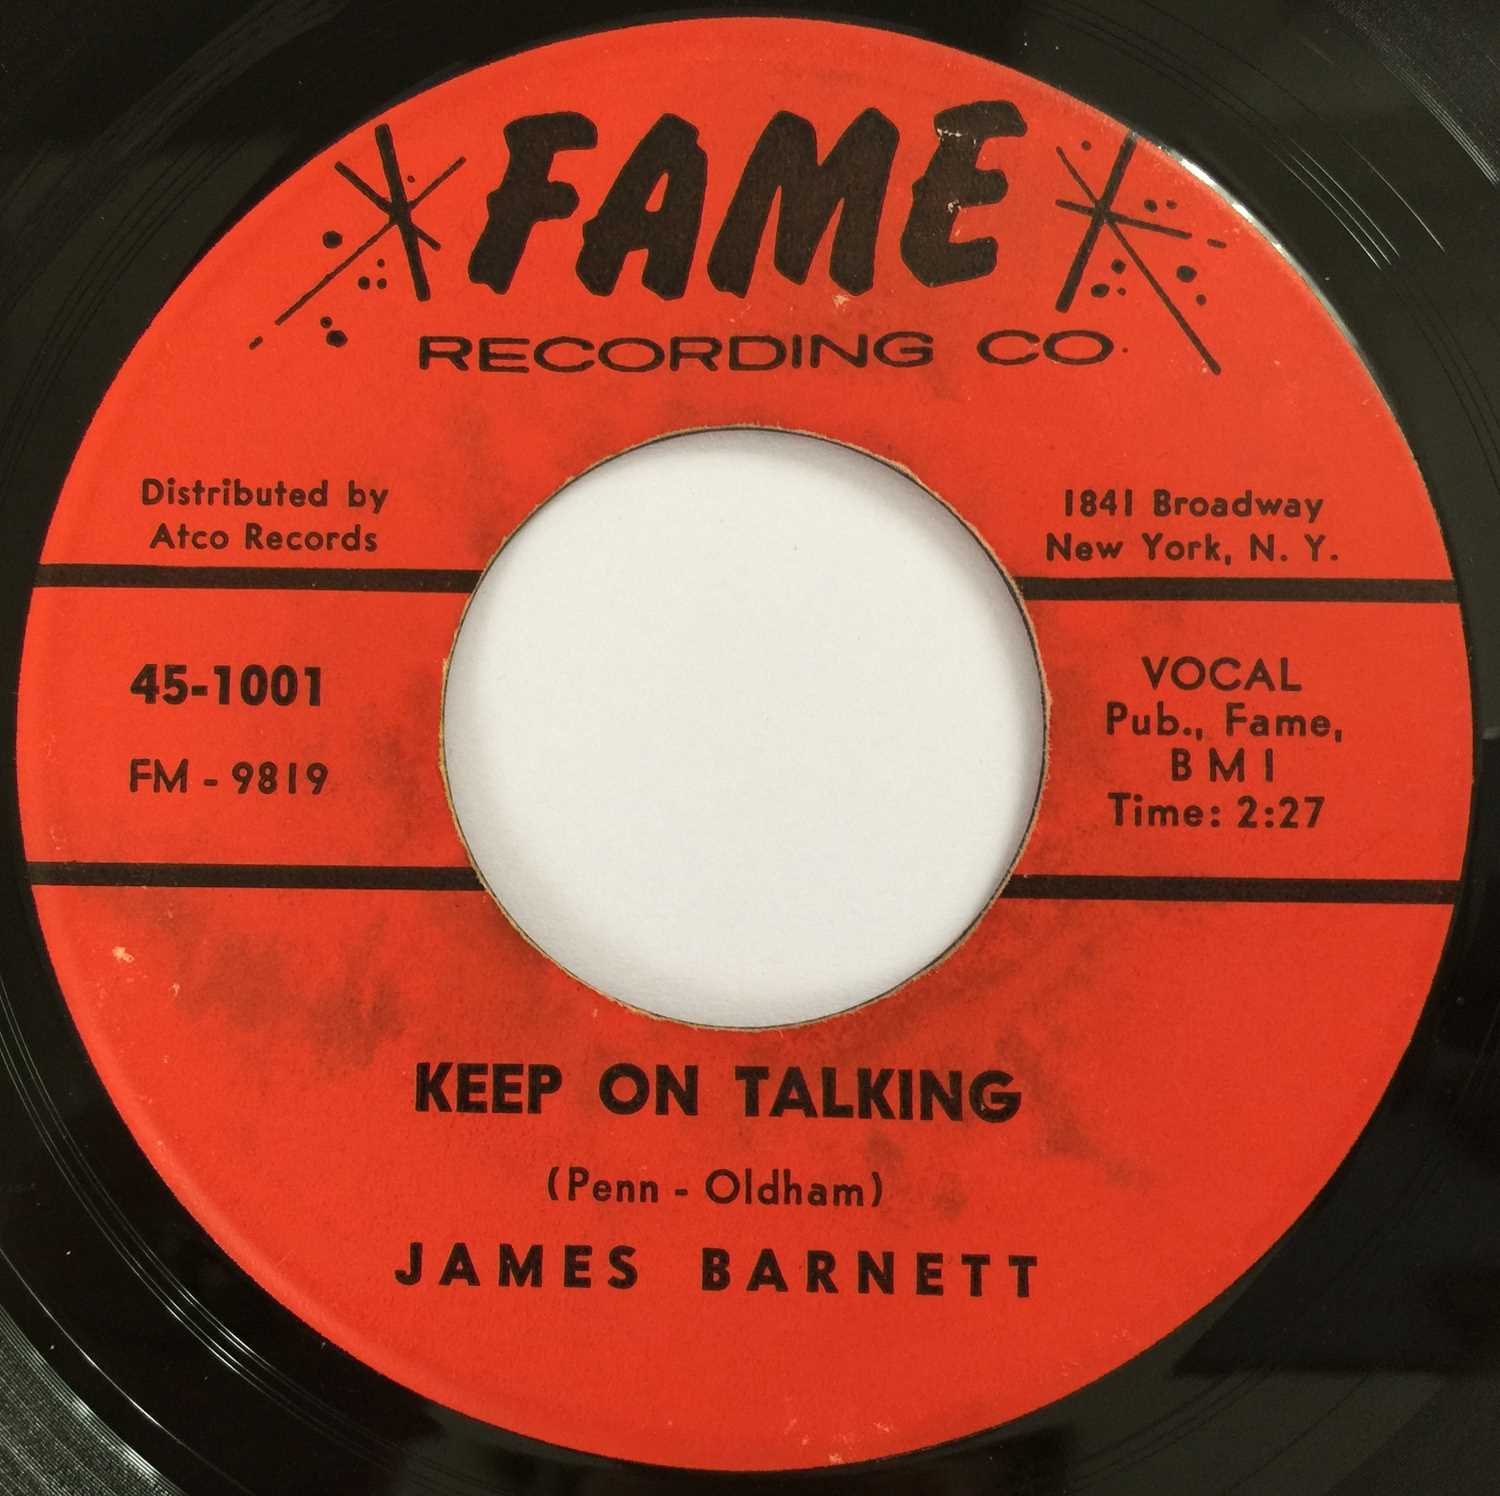 FAME
RECORDING CO.
Distributed by
Atco Records
1841 Broadway
New York, N. Y.
45-1001
FM - 9819
VOCAL
Pub., Fame,
BMI
Time: 2:27
KEEP ON TALKING
(Penn - Oldham)
JAMES BARNETT